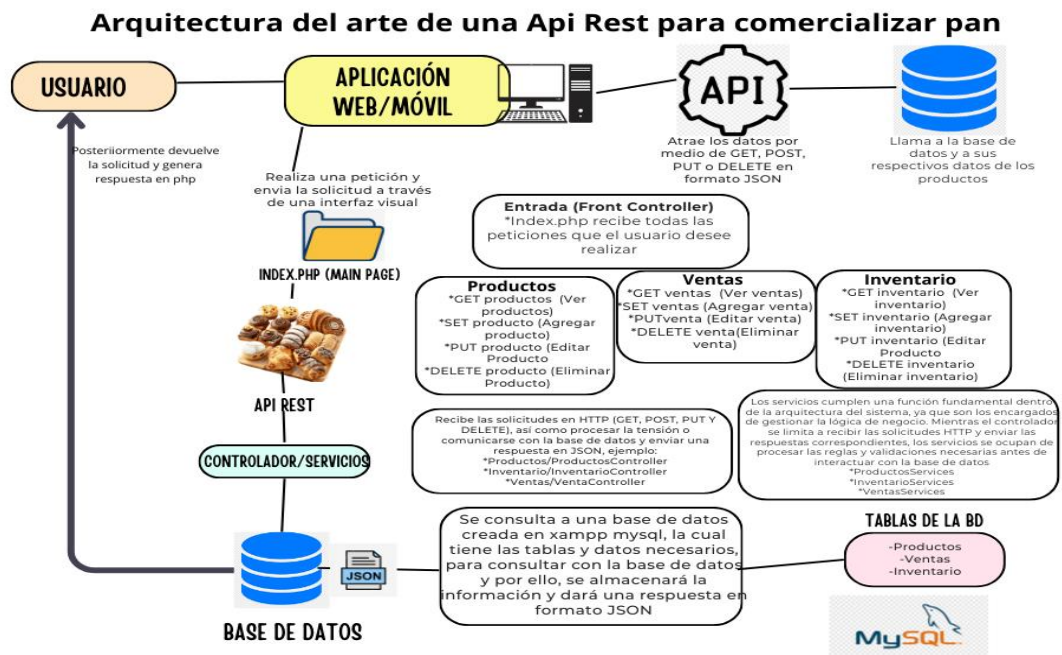 Arquitectura del arte de una Api Rest para comercializar pan
USUARIO
APLICACIÓN
WEB/MÓVIL
API
Posteriiormente devuelve
la solicitud y genera
respuesta en php
Realiza una petición y
envia la solicitud a través
de una interfaz visual
Atrae los datos por
medio de GET, POST,
PUT o DELETE en
formato JSON
Llama a la base de
datos y a sus
respectivos datos de los
productos
Entrada (Front Controller)
*Index.php recibe todas las
peticiones que el usuario desee
realizar
INDEX.PHP (MAIN PAGE)
Productos
*GET productos (Ver
productos)
*SET producto (Agregar
producto)
*PUT producto (Editar
Producto
*DELETE producto (Eliminar
Producto)
Ventas
*GET ventas (Ver ventas)
*SET ventas (Agregar venta)
*PUTventa (Editar venta)
*DELETE venta(Eliminar
venta)
Inventario
*GET inventario (Ver
inventario)
*SET inventario (Agregar
inventario)
*PUT inventario (Editar
Producto
*DELETE inventario
(Eliminar inventario)
API REST
Recibe las solicitudes en HTTP (GET, POST, PUT Y
DELETE), así como procesar la tensión o
comunicarse con la base de datos y enviar una
respuesta en JSON, ejemplo:
*Productos/ProductosController
*Inventario/InventarioController
*Ventas/VentaController
Los servicios cumplen una función fundamental dentro
de la arquitectura del sistema, ya que son los encargados
de gestionar la lógica de negocio. Mientras el controlador
se limita a recibir las solicitudes HTTP y enviar las
respuestas correspondientes, los servicios se ocupan de
procesar las reglas y validaciones necesarias antes de
interactuar con la base de datos
*ProductosServices
*InventarioServices
*VentasServices
CONTROLADOR/SERVICIOS
Se consulta a una base de datos
creada en xampp mysql, la cual
tiene las tablas y datos necesarios,
para consultar con la base de datos
y por ello, se almacenará la
información y dará una respuesta en
formato JSON
TABLAS DE LA BD
-Productos
-Ventas
-Inventario
JSON
BASE DE DATOS
MySQL